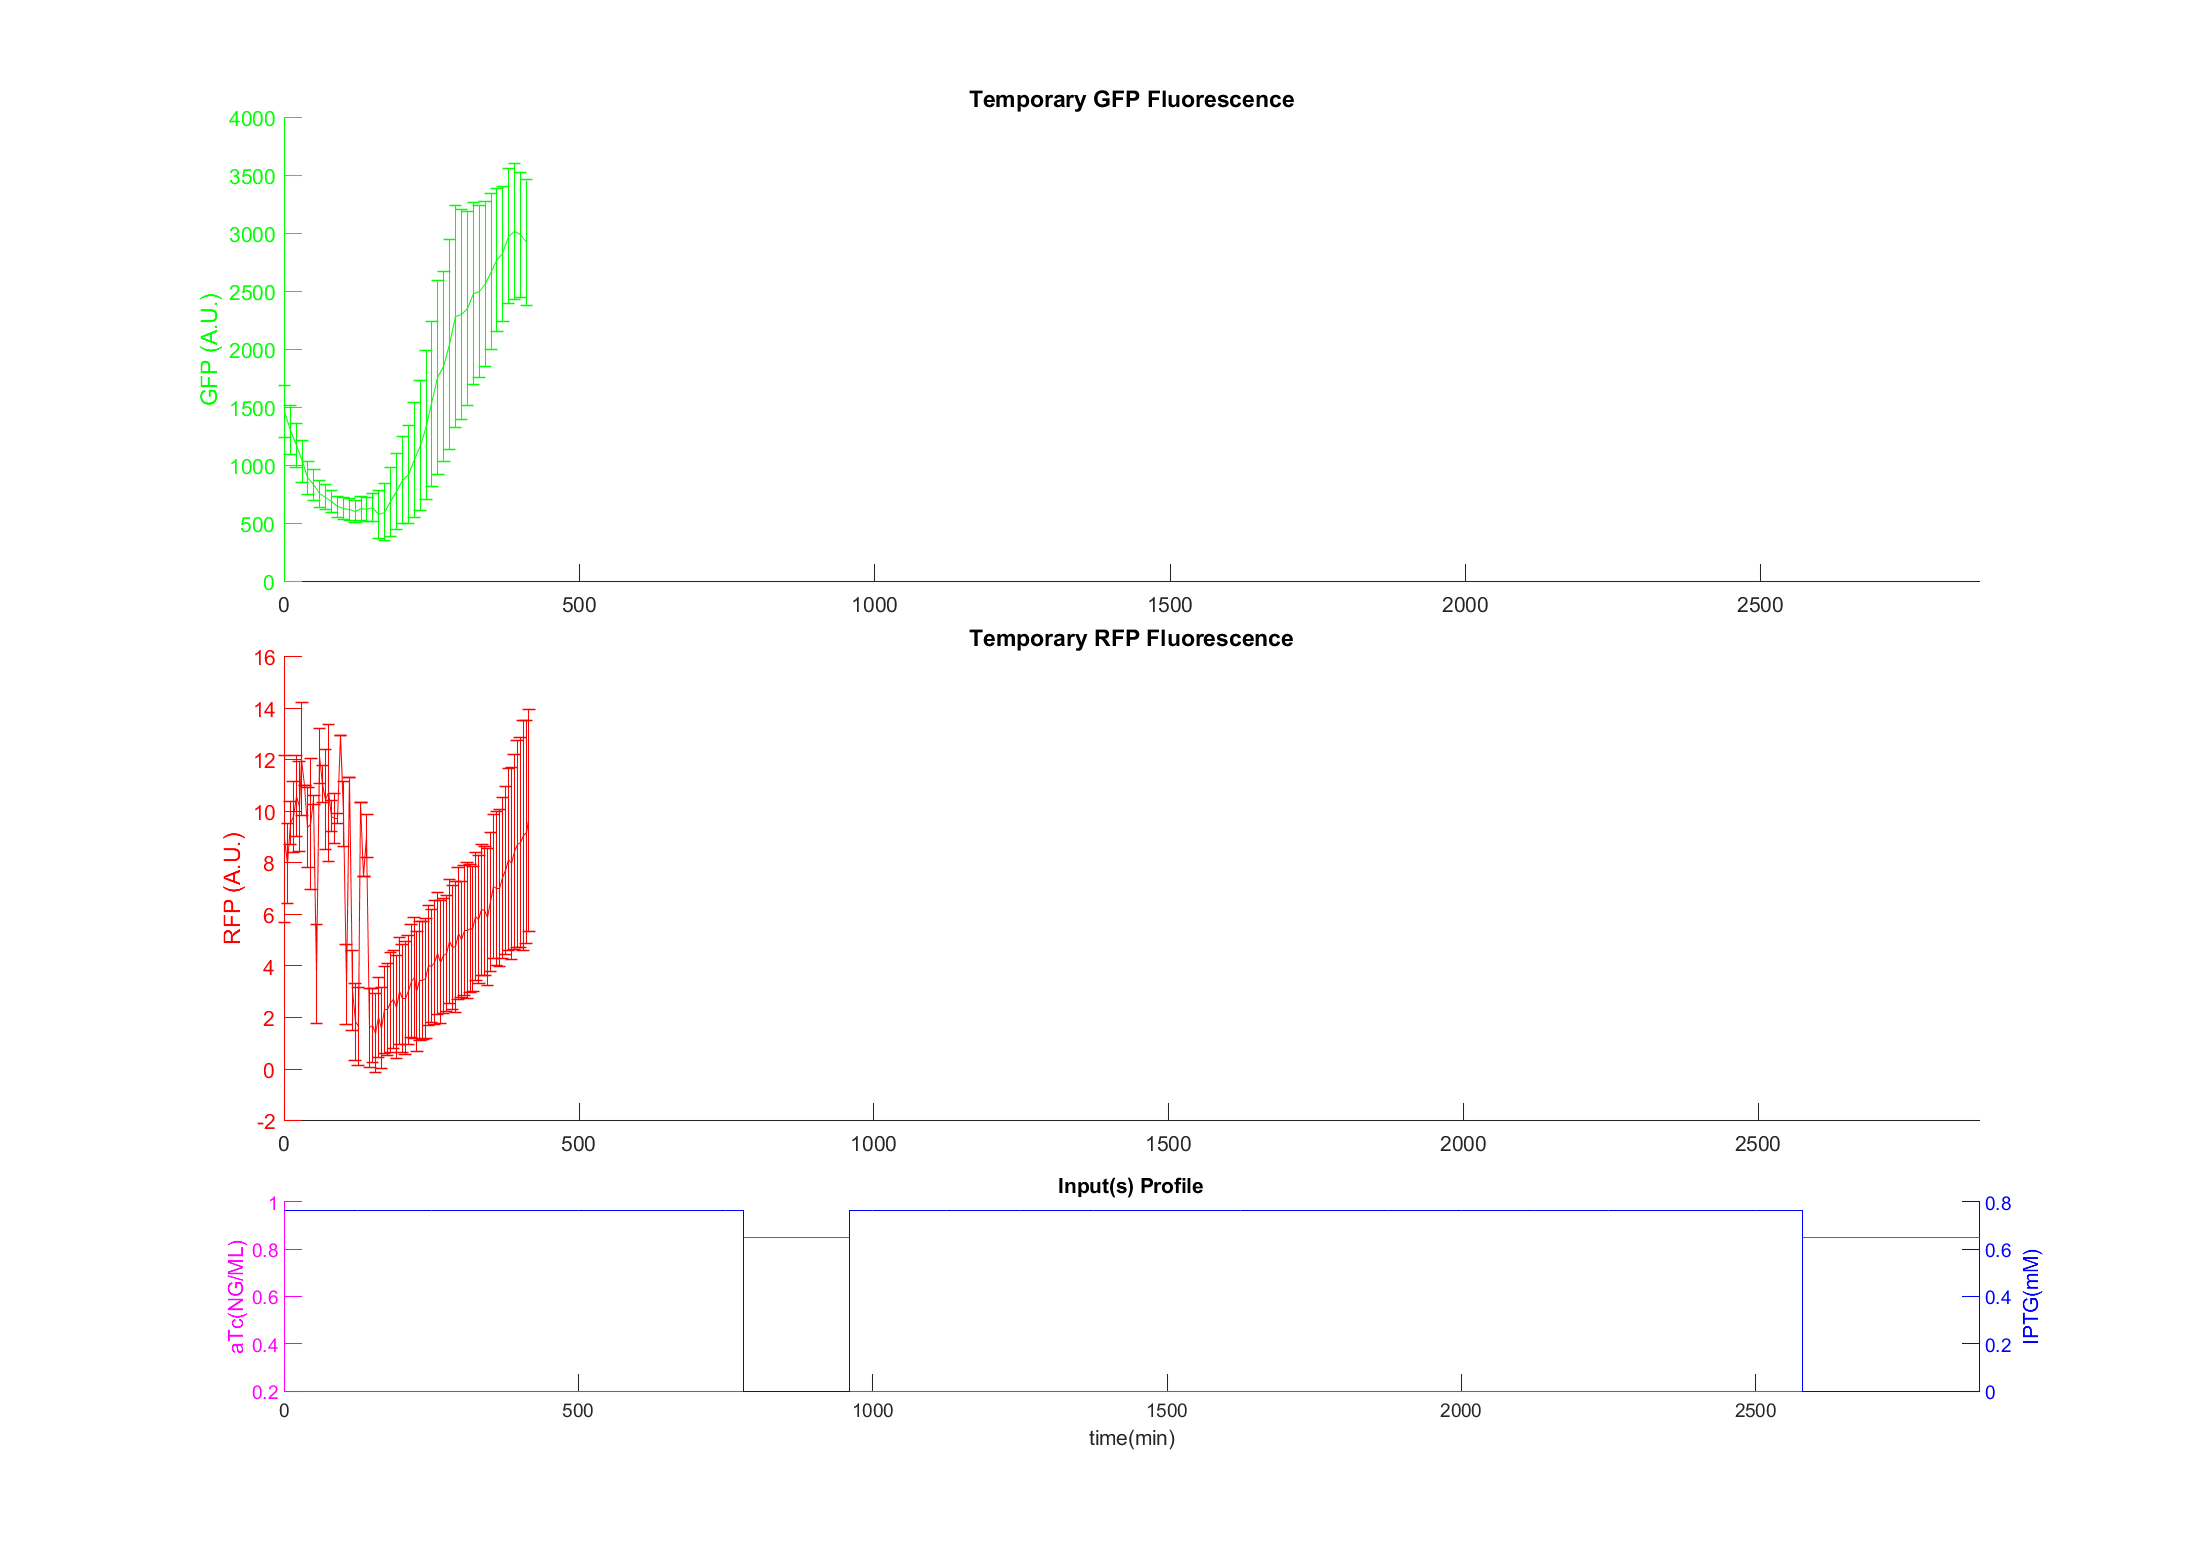 Temporary GFP Fluorescence
4000
3500
3000
2500
2000
1500
1000
500
0
GFP (A.U.)
0 500 1000 1500 2000 2500
Temporary RFP Fluorescence
16
14
12
10
8
6
4
2
0
-2
RFP (A.U.)
0 500 1000 1500 2000 2500
Input(s) Profile
1
0.8
0.6
0.4
0.2
aTc(NG/ML)
0.8
0.6
0.4
0.2
0
IPTG(mM)
0 500 1000 1500 2000 2500
time(min)